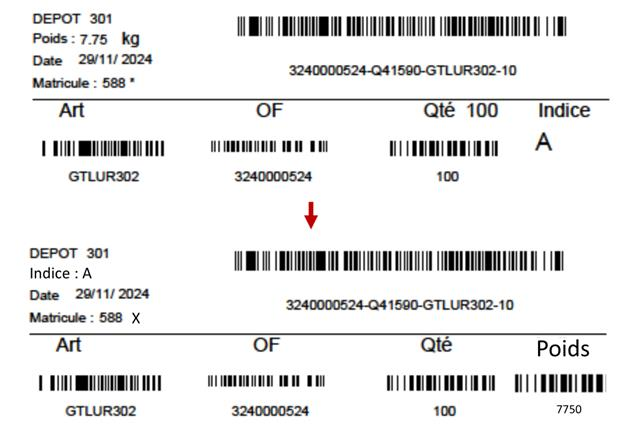 DEPOT 301
Poids : 7.75 kg
Date 29/11/ 2024
Matricule : 588 *
3240000524-Q41590-GTLUR302-10
Art OF Qté 100 Indice
A
GTLUR302 3240000524 100
DEPOT 301
Indice : A
Date 29/11/ 2024
Matricule : 588 X
3240000524-Q41590-GTLUR302-10
Art OF Qté Poids
GTLUR302 3240000524 100 7750